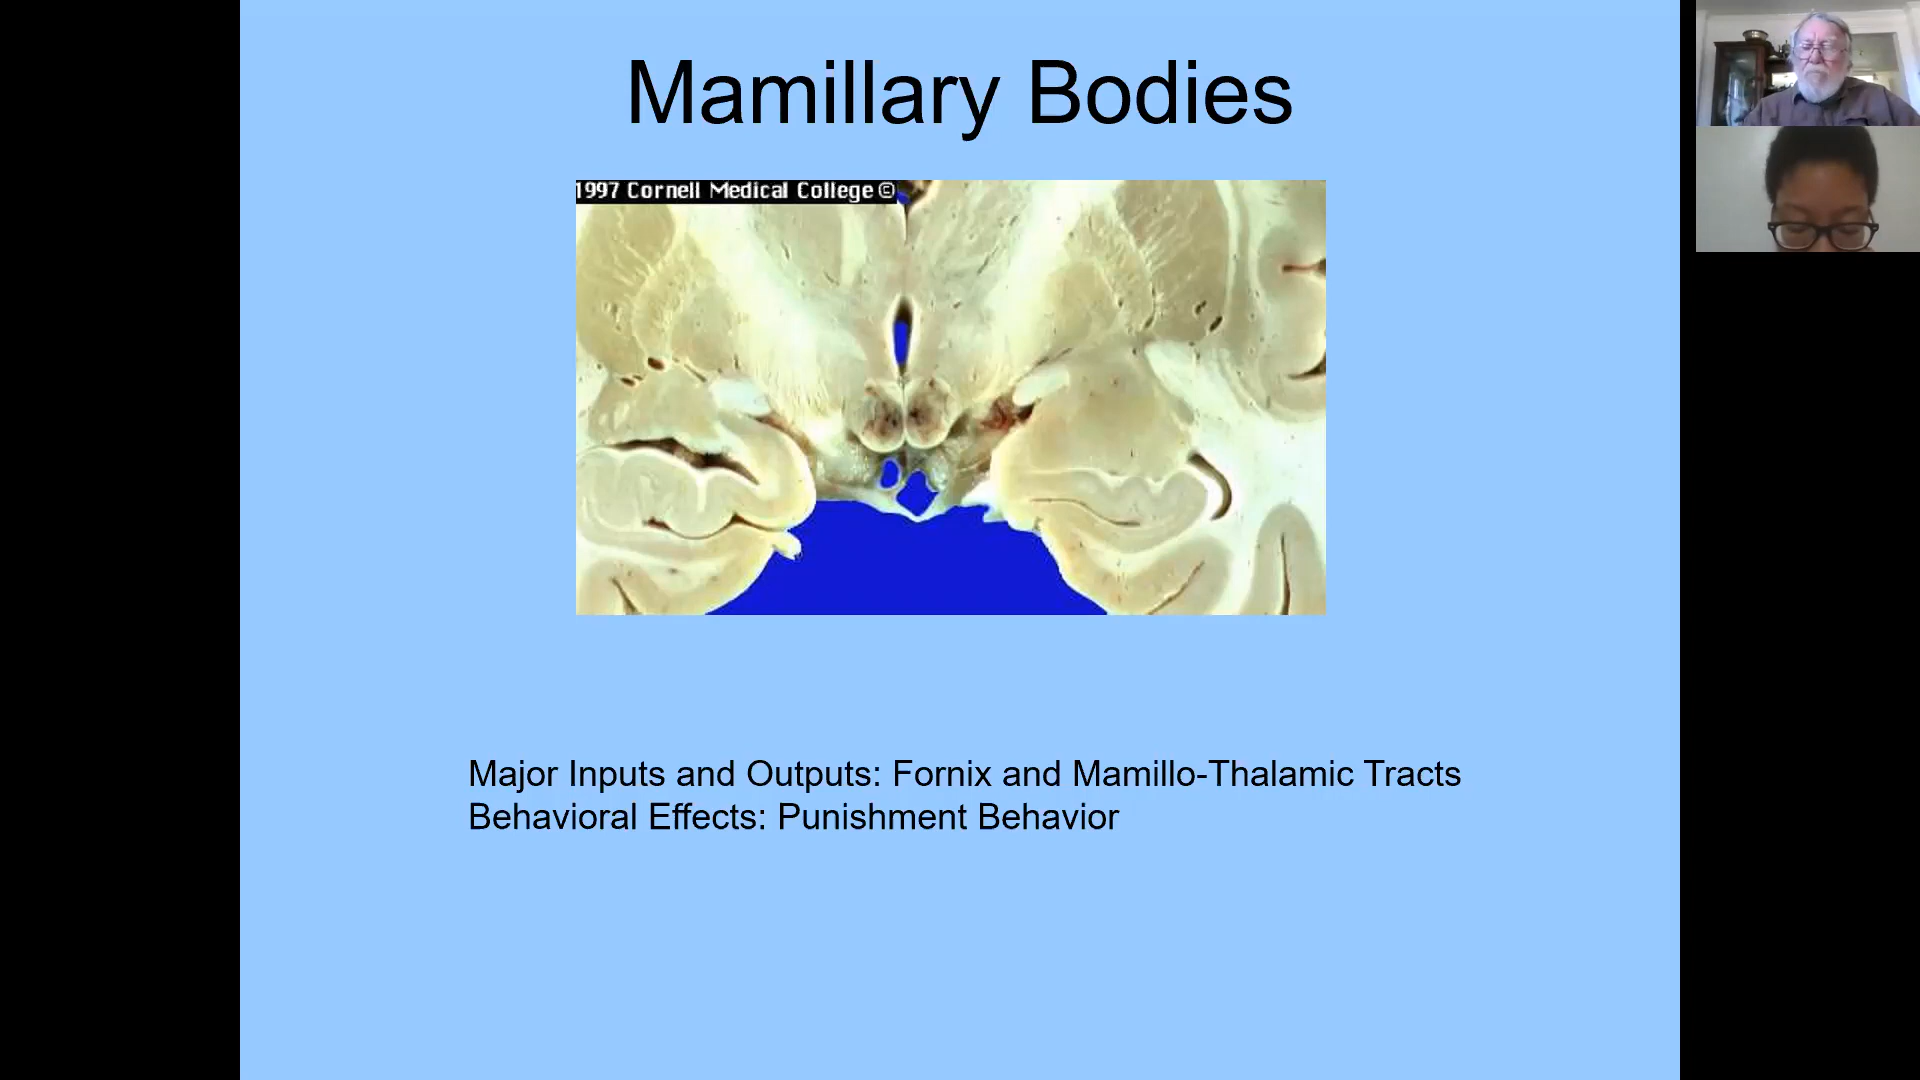 Mamillary Bodies
1997 Cornell Medical College ©
Major Inputs and Outputs: Fornix and Mamillo-Thalamic Tracts
Behavioral Effects: Punishment Behavior